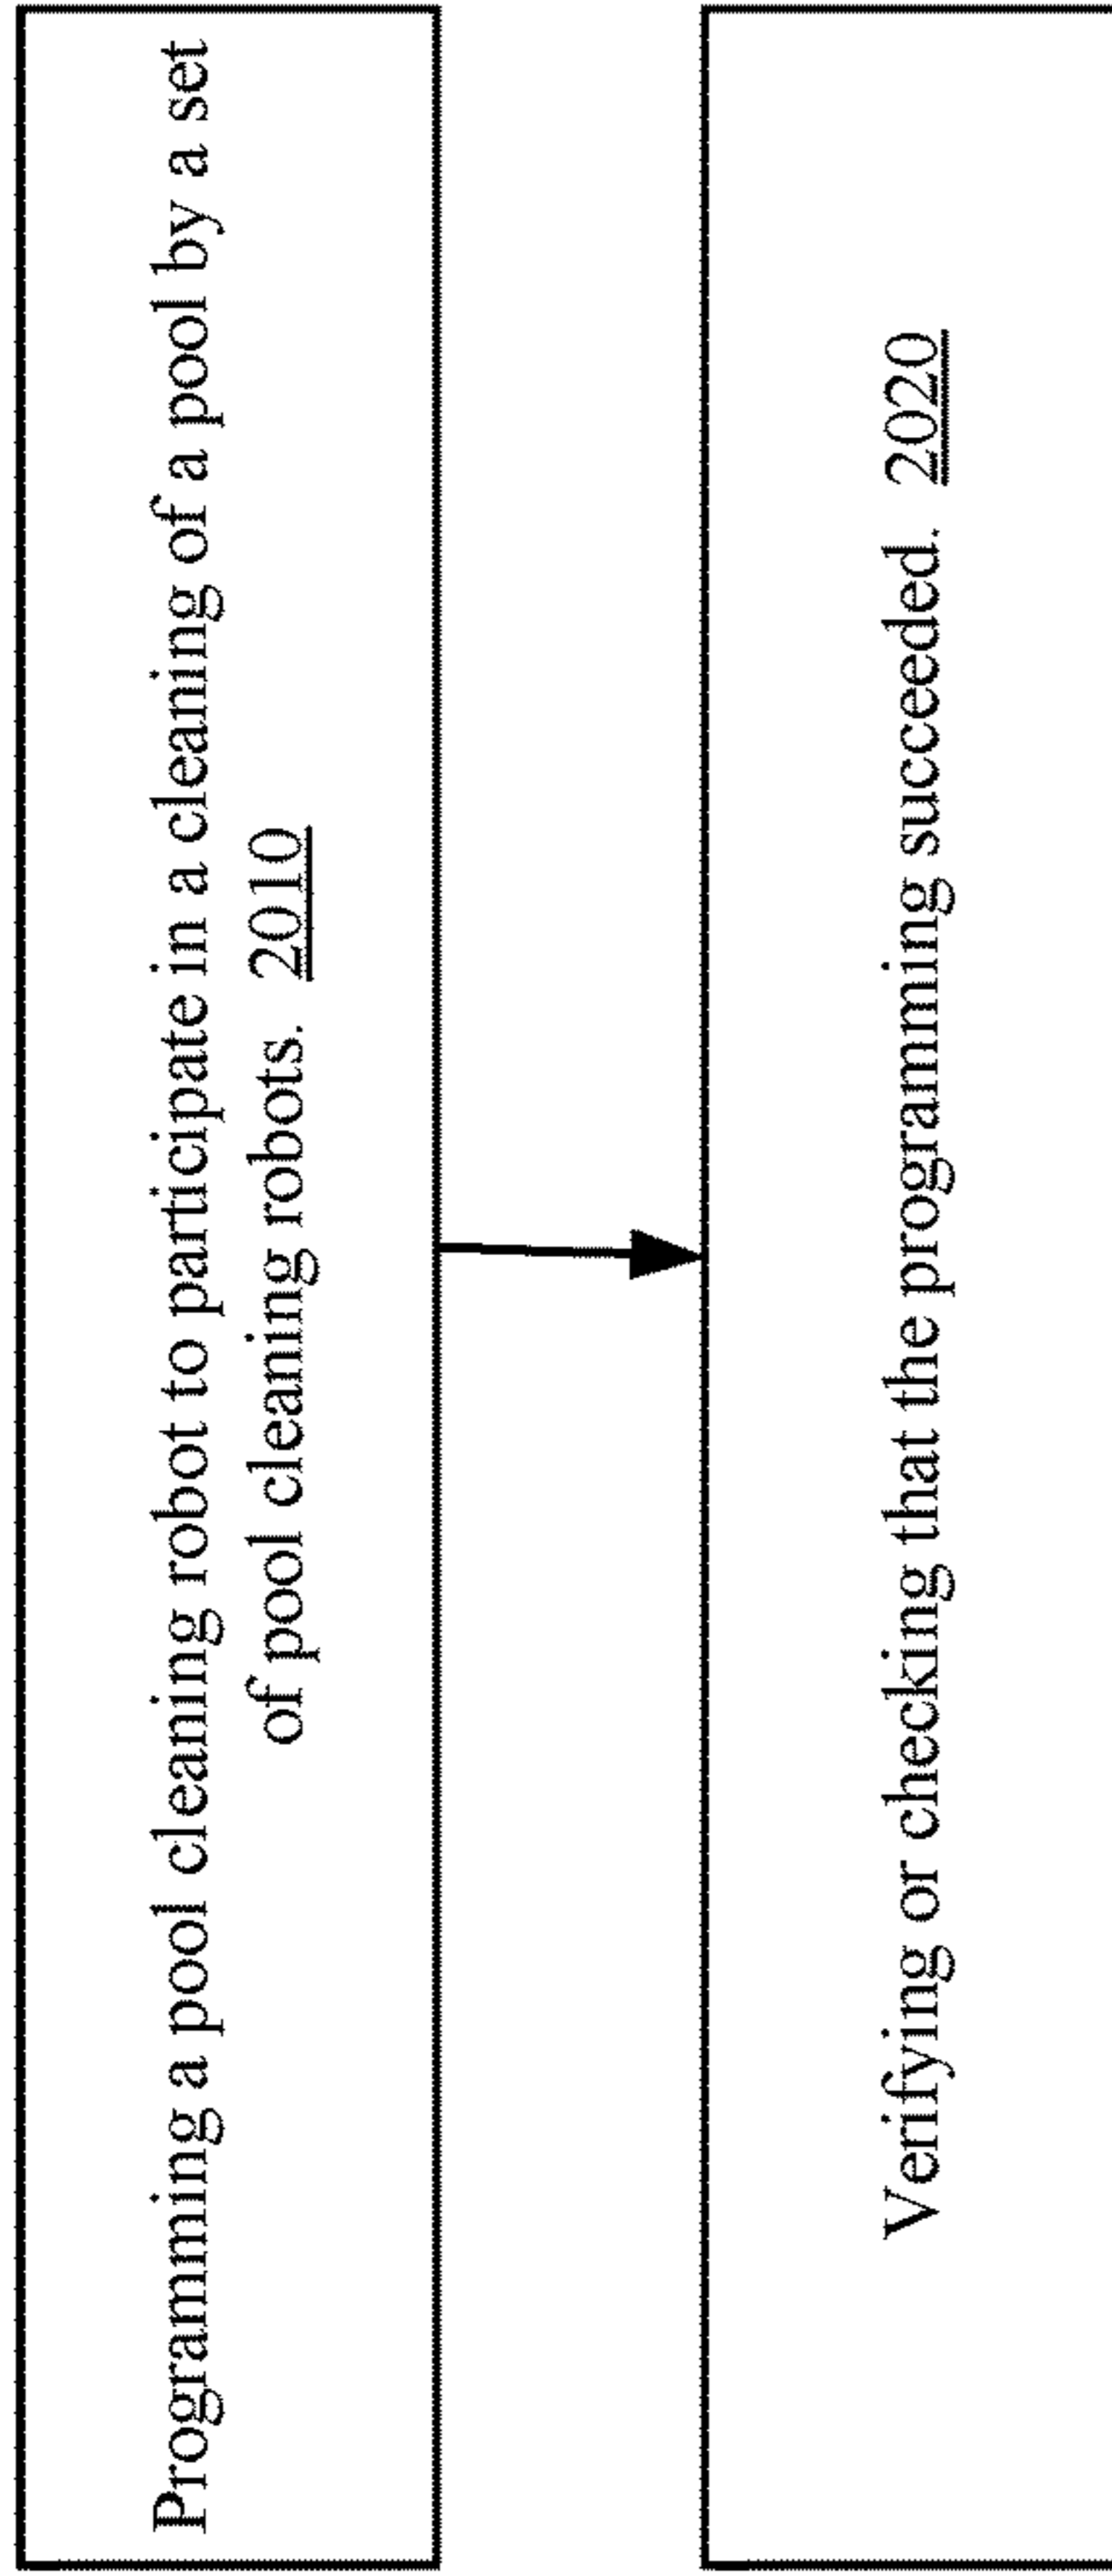 Programming a pool cleaning robot to participate in a cleaning of a pool by a set
of pool cleaning robots. 2010
Verifying or checking that the programming succeeded. 2020